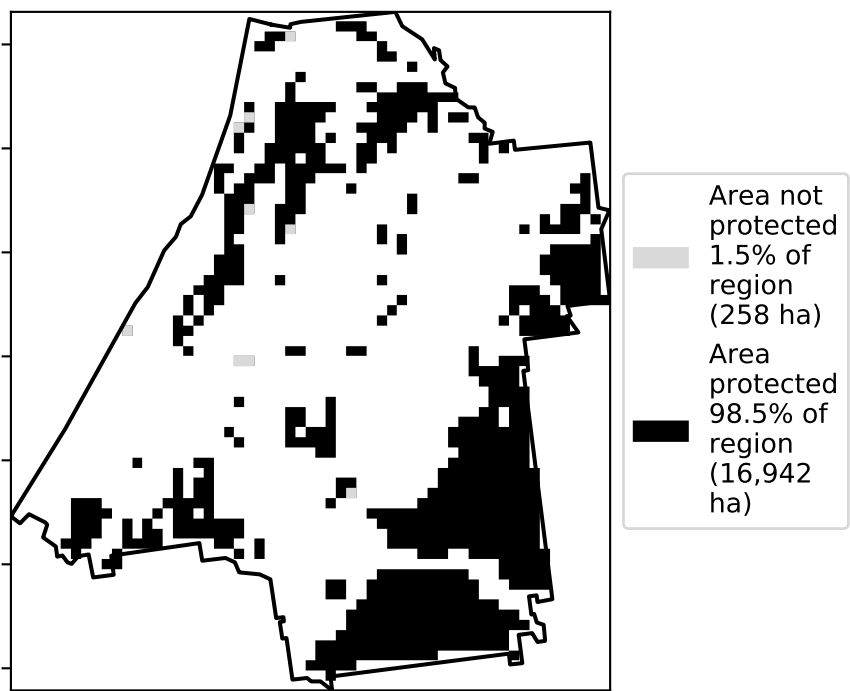 Area not
protected
1.5% of
region
(258 ha)
Area
protected
98.5% of
region
(16,942
ha)